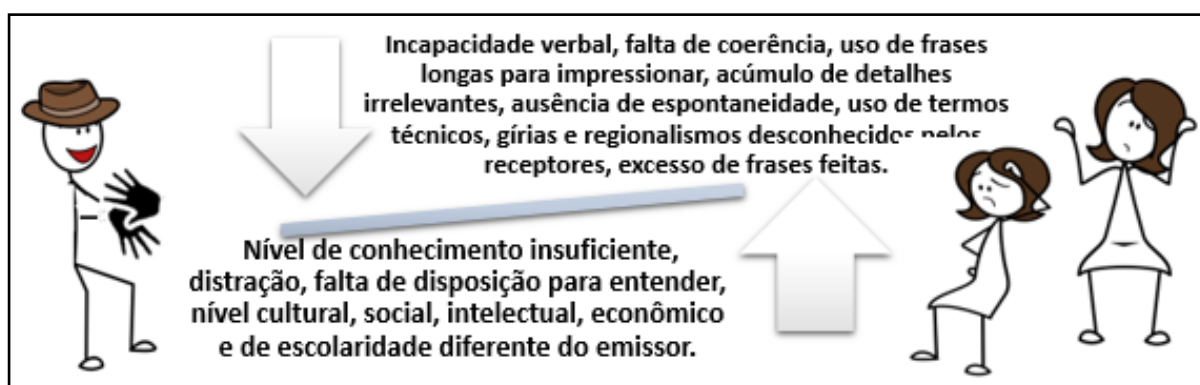 Incapacidade verbal, falta de coerência, uso de frases
longas para impressionar, acúmulo de detalhes
irrelevantes, ausência de espontaneidade, uso de termos
técnicos, gírias e regionalismos desconhecidos pelos
receptores, excesso de frases feitas.
Nível de conhecimento insuficiente,
distração, falta de disposição para entender,
nível cultural, social, intelectual, econômico
e de escolaridade diferente do emissor.